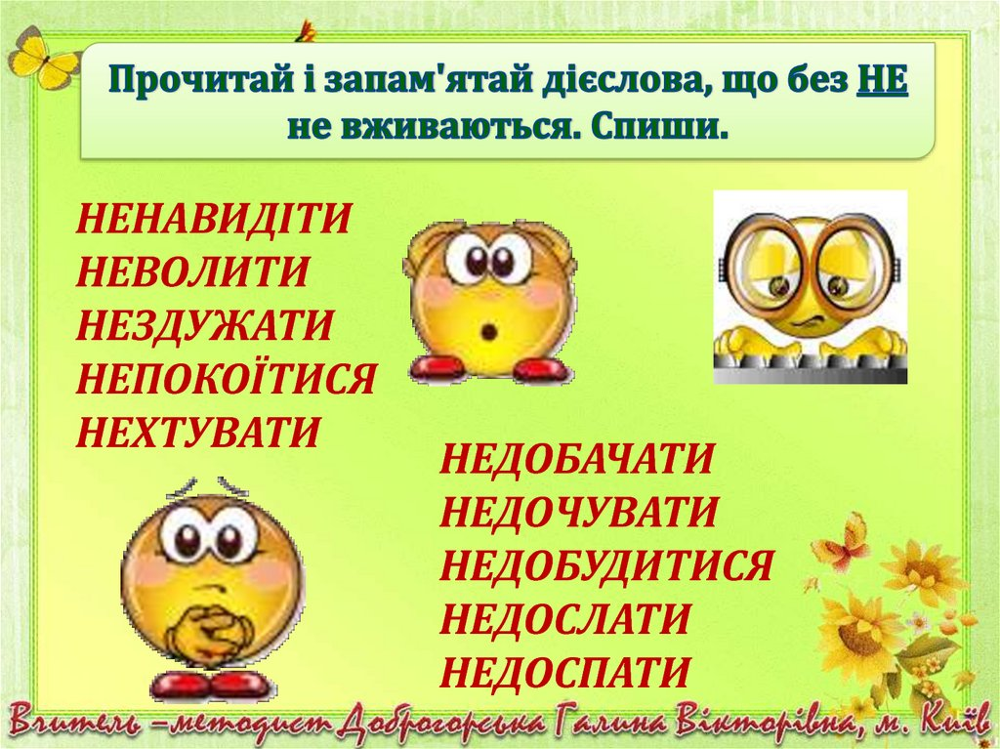 Прочитай і запам'ятай дієслова, що без НЕ
не вживаються. Спиши.
НЕНАВИДІТИ
НЕВОЛИТИ
НЕЗДУЖАТИ
НЕПОКОЇТИСЯ
НЕХТУВАТИ
НЕДОБАЧАТИ
НЕДОЧУВАТИ
НЕДОБУДИТИСЯ
НЕДОСЛАТИ
НЕДОСПАТИ
Вчитель –методист Доброгорська Галина Вікторівна, м. Київ